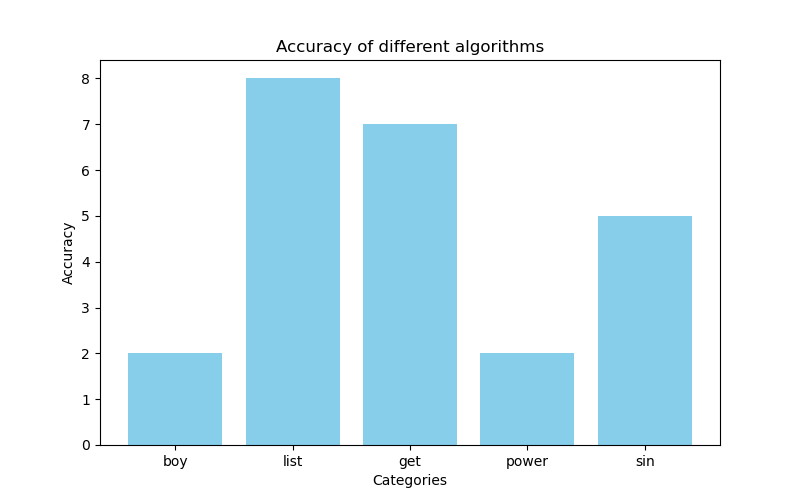 Accuracy of different algorithms
Accuracy
8
7
6
5
4
3
2
1
0
boy list get power sin
Categories